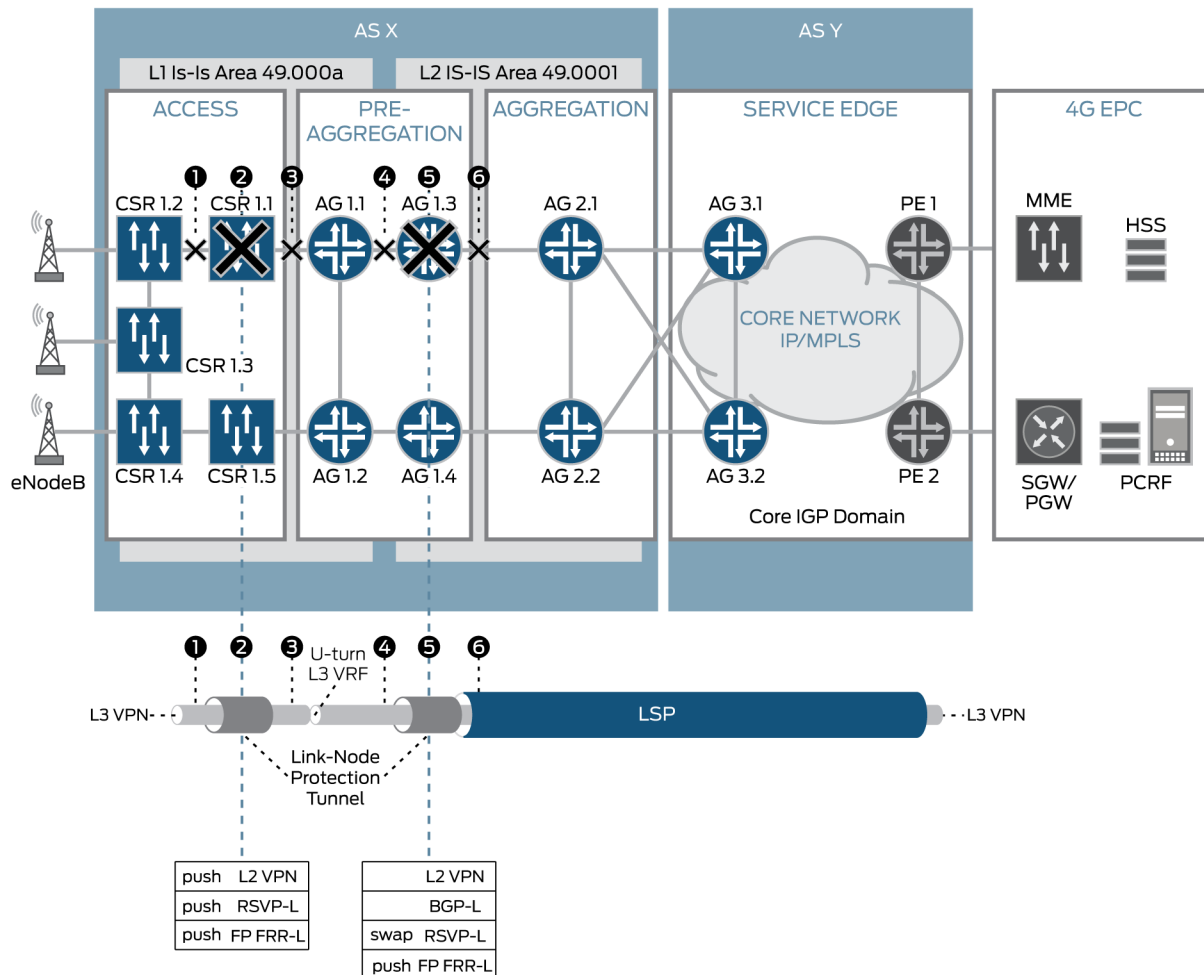 AS X
AS Y
L1 Is-Is Area 49.000a
L2 IS-IS Area 49.0001
ACCESS
PRE-
AGGREGATION
AGGREGATION
SERVICE EDGE
4G EPC
1
2
3
4
5
6
CSR 1.2
CSR 1.1
AG 1.1
AG 1.3
AG 2.1
AG 3.1
PE 1
MME
HSS
CORE NETWORK
IP/MPLS
CSR 1.3
eNodeB
CSR 1.4
CSR 1.5
AG 1.2
AG 1.4
AG 2.2
AG 3.2
PE 2
SGW/
PGW
PCRF
Core IGP Domain
1
2
3
4
5
6
U-turn
L3 VRF
L3 VPN
LSP
L3 VPN
Link-Node
Protection
Tunnel
push L2 VPN
push RSVP-L
push FP FRR-L
L2 VPN
BGP-L
swap RSVP-L
push FP FRR-L